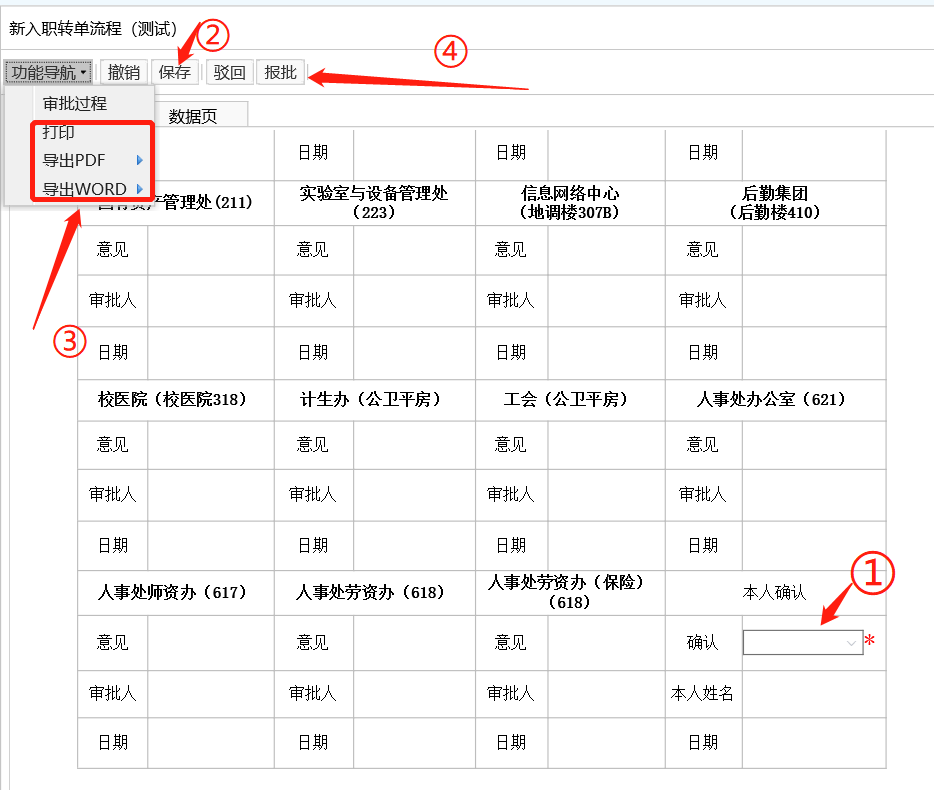 新入职转单流程（测试）
②
④
功能导航
撤销
保存
驳回
报批
审批过程
打印
导出PDF
导出WORD
③
数据页
日期 日期 日期
产管理处(211) 实验室与设备管理处 信息网络中心 后勤集团
（223） （地调楼307B） （后勤楼410）
意见 意见 意见 意见
审批人 审批人 审批人 审批人
日期 日期 日期 日期
校医院（校医院318） 计生办（公卫平房） 工会（公卫平房） 人事处办公室（621）
意见 意见 意见 意见
审批人 审批人 审批人 审批人
日期 日期 日期 日期
①
人事处师资办（617） 人事处劳资办（618） 人事处劳资办（保险） 本人确认
（618）
意见 意见 意见 确认 *
审批人 审批人 审批人 本人姓名
日期 日期 日期 日期